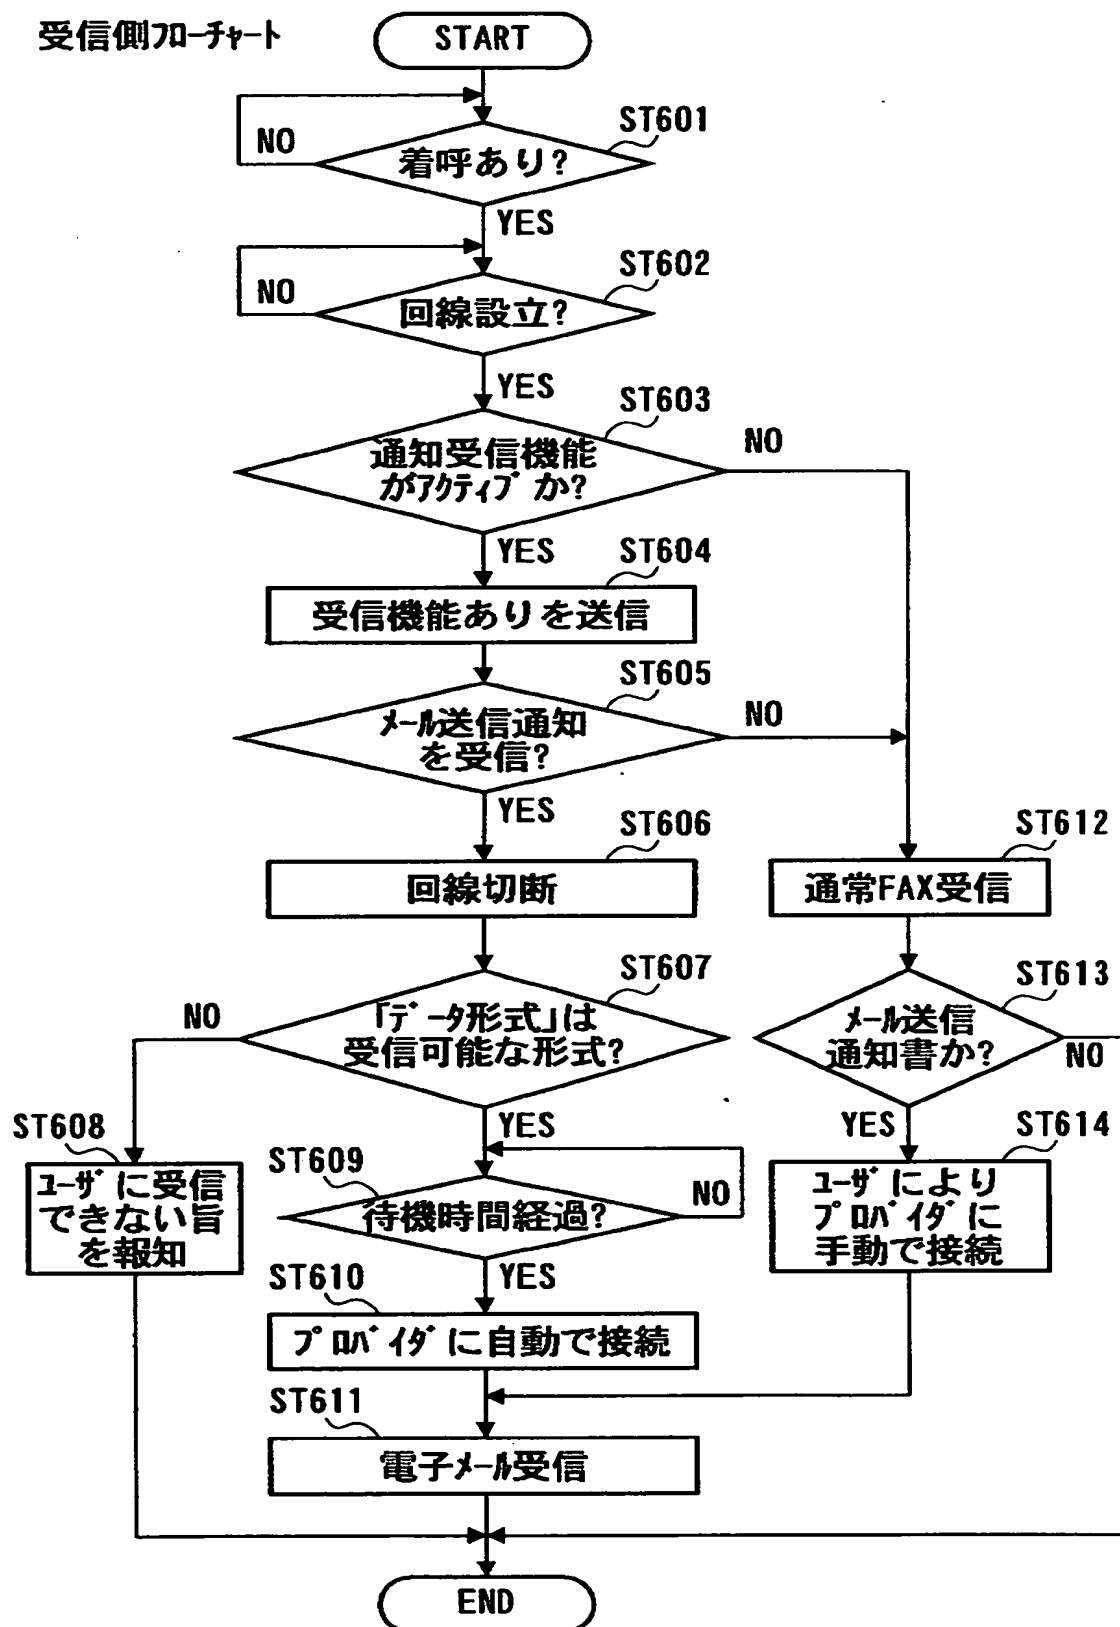 受信側フローチャート
START
ST601
NO
着呼あり?
YES
ST602
NO
回線設立?
YES
ST603
通知受信機能
がアクティブか?
NO
YES
ST604
受信機能ありを送信
ST605
メール送信通知
を受信?
NO
YES
ST606
回線切断
ST612
通常FAX受信
ST607
「データ形式」は
受信可能な形式?
NO
YES
ST613
メール送信
通知書か?
NO
YES
ST608
ユーザに受信
できない旨
を報知
ST609
待機時間経過?
NO
YES
ST614
ユーザにより
プロバイダに
手動で接続
ST610
プロバイダに自動で接続
ST611
電子メール受信
END